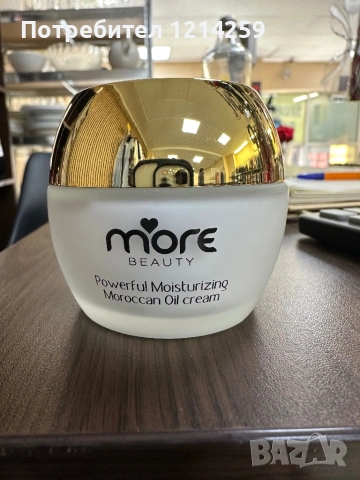 Потребител 1214259
more
BEAUTY
Powerful Moisturizing
Moroccan Oil cream
BAZAR